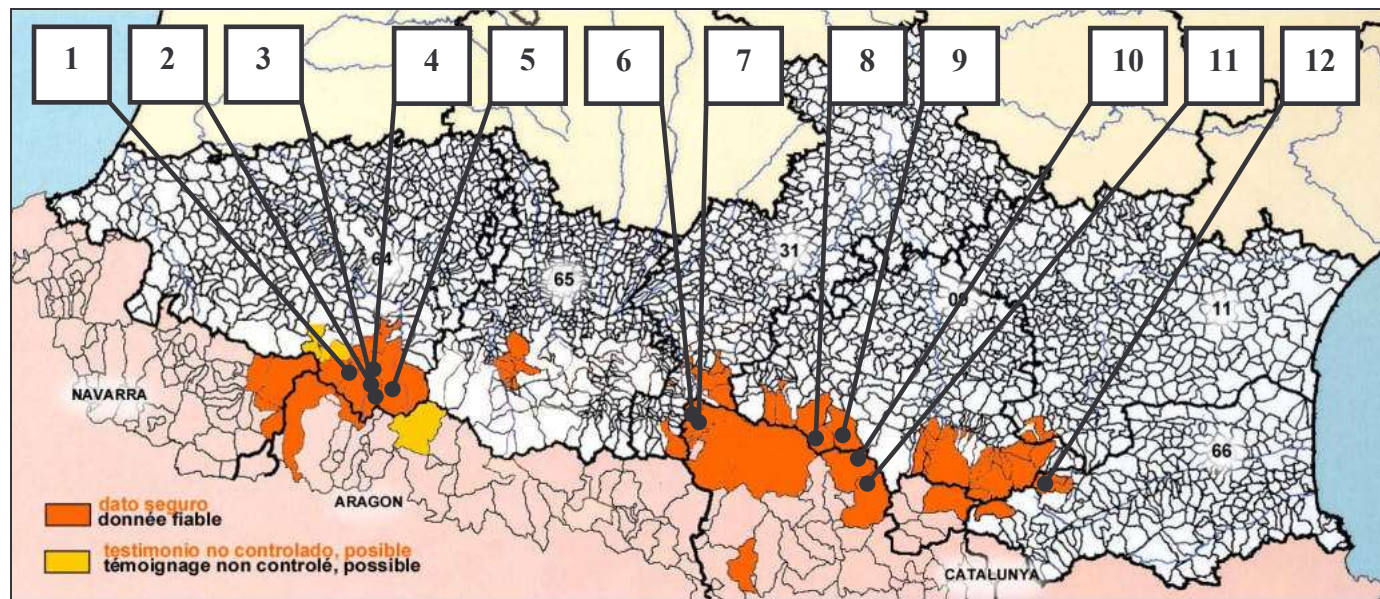 1 2 3 4 5 6 7 8 9 10 11 12
31
64
65
09
11
NAVARRA
66
ARAGON
dato seguro
donnée fiable
testimonio no controlado, posible
témoignage non contrôlé, possible
CATALUNYA